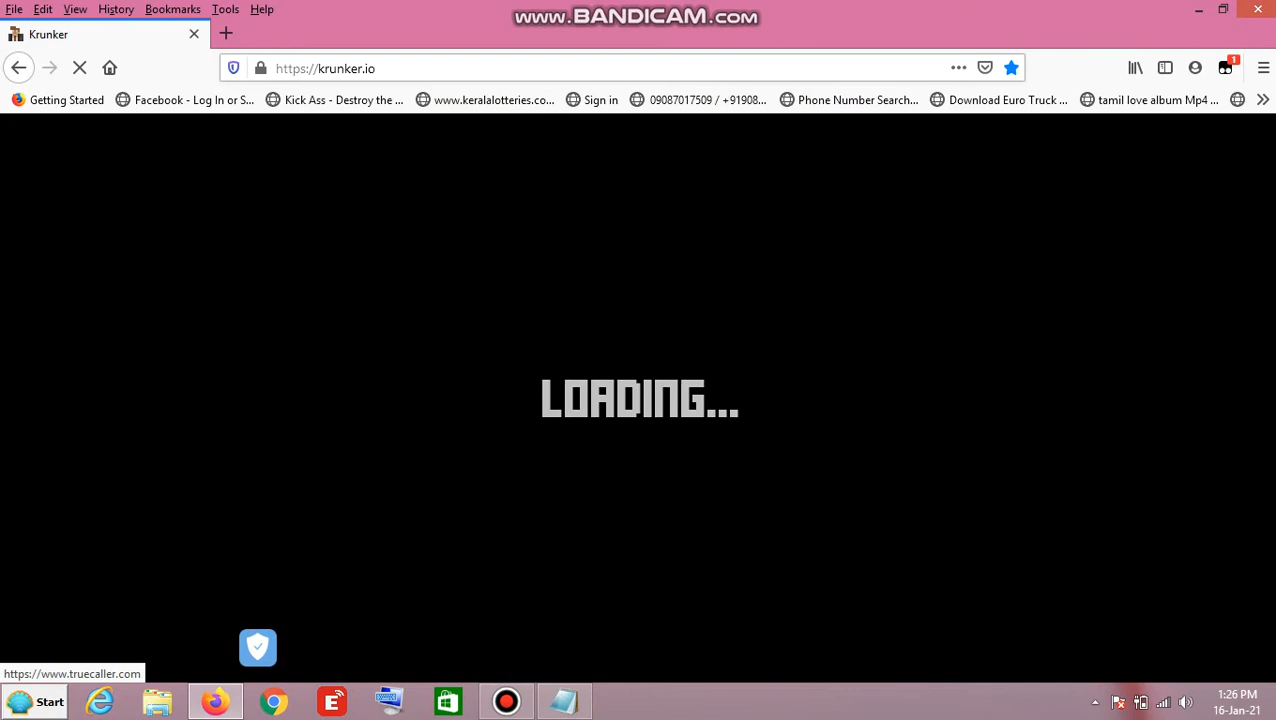 File Edit View History Bookmarks Tools Help
www.BANDICAM.com
Krunker
https://krunker.io
1
Getting Started Facebook - Log In or S... Kick Ass - Destroy the ... www.keralalotteries.co... Sign in 09087017509 / +91908... Phone Number Search... Download Euro Truck ... tamil love album Mp4 ...
LOADING...
https://www.truecaller.com
Start
1:26 PM
16-Jan-21